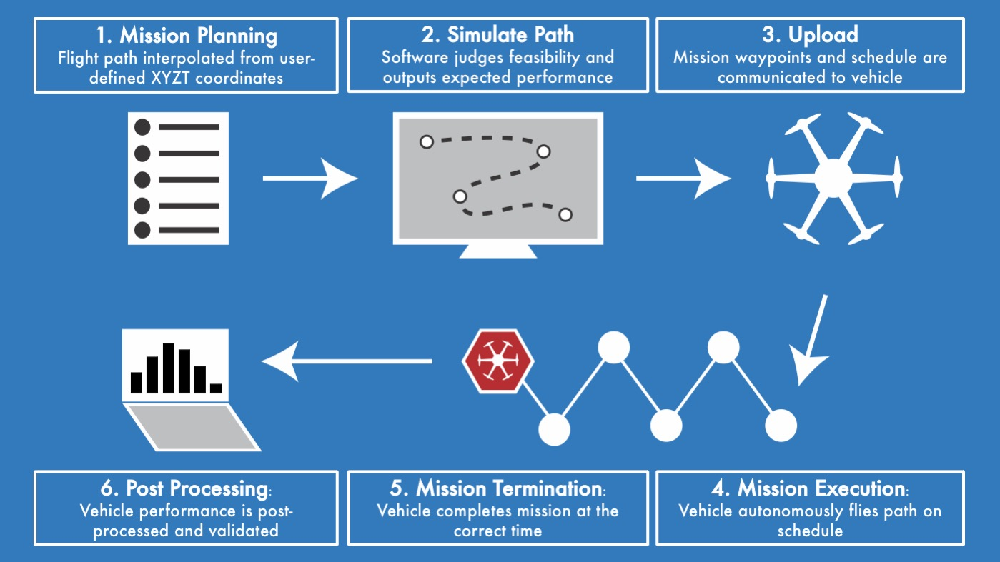 1. Mission Planning
Flight path interpolated from user-
defined XYZT coordinates
2. Simulate Path
Software judges feasibility and
outputs expected performance
3. Upload
Mission waypoints and schedule are
communicated to vehicle
6. Post Processing:
Vehicle performance is post-
processed and validated
5. Mission Termination:
Vehicle completes mission at the
correct time
4. Mission Execution:
Vehicle autonomously flies path on
schedule